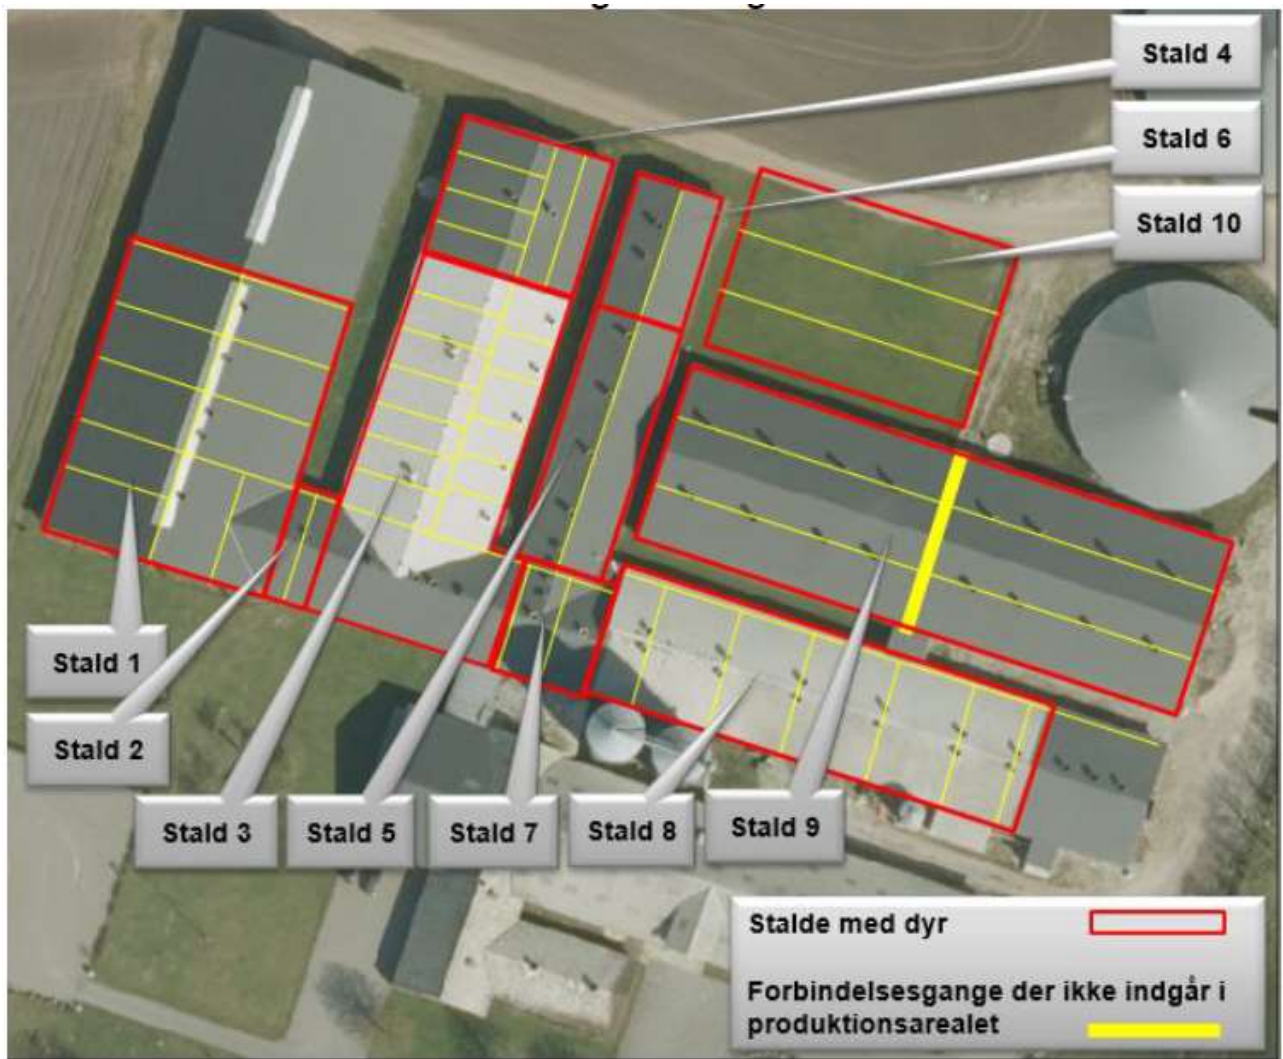 Stald 4
Stald 6
Stald 10
Stald 1
Stald 2
Stald 3
Stald 5
Stald 7
Stald 8
Stald 9
Stalde med dyr
Forbindelsesgange der ikke indgår i
produktionsarealet